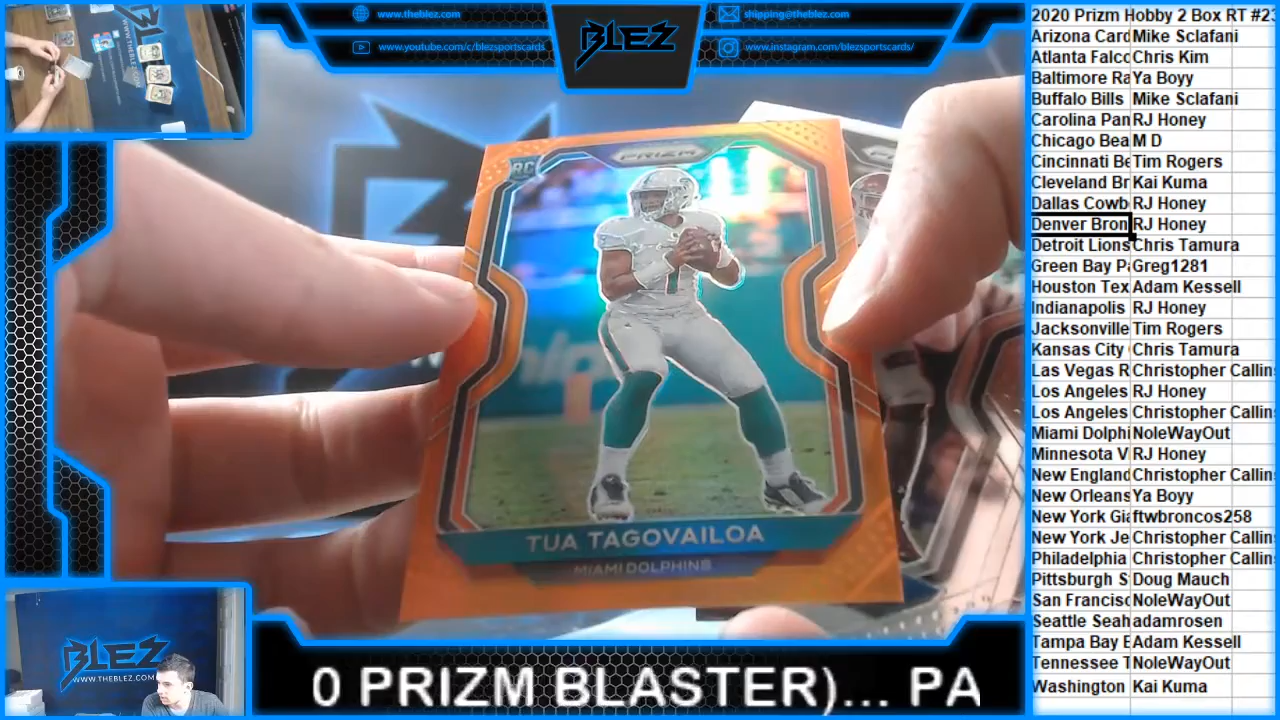 www.theblez.com
shipping@theblez.com
www.youtube.com/c/blezsportscards
www.instagram.com/blezsportscards/
BLEZ
RC
PRIZM
TUA TAGOVAILOA
MIAMI DOLPHINS
BLEZ
WWW.THEBLEZ.COM
0 PRIZM BLASTER)... PA
2020 Prizm Hobby 2 Box RT #23
Arizona Card Mike Sclafani
Atlanta Falco Chris Kim
Baltimore Ra Ya Boyy
Buffalo Bills Mike Sclafani
Carolina Pan RJ Honey
Chicago Bea M D
Cincinnati Be Tim Rogers
Cleveland Br Kai Kuma
Dallas Cowb RJ Honey
Denver Bron RJ Honey
Detroit Lions Chris Tamura
Green Bay Pa Greg1281
Houston Tex Adam Kessell
Indianapolis RJ Honey
Jacksonville Tim Rogers
Kansas City Chris Tamura
Las Vegas R Christopher Callin
Los Angeles RJ Honey
Los Angeles Christopher Callin
Miami Dolphi NoleWayOut
Minnesota V RJ Honey
New England Christopher Callin
New Orleans Ya Boyy
New York Gia ftwbroncos258
New York Je Christopher Callin
Philadelphia Christopher Callin
Pittsburgh S Doug Mauch
San Francisc NoleWayOut
Seattle Seah adamrosen
Tampa Bay B Adam Kessell
Tennessee T NoleWayOut
Washington Kai Kuma